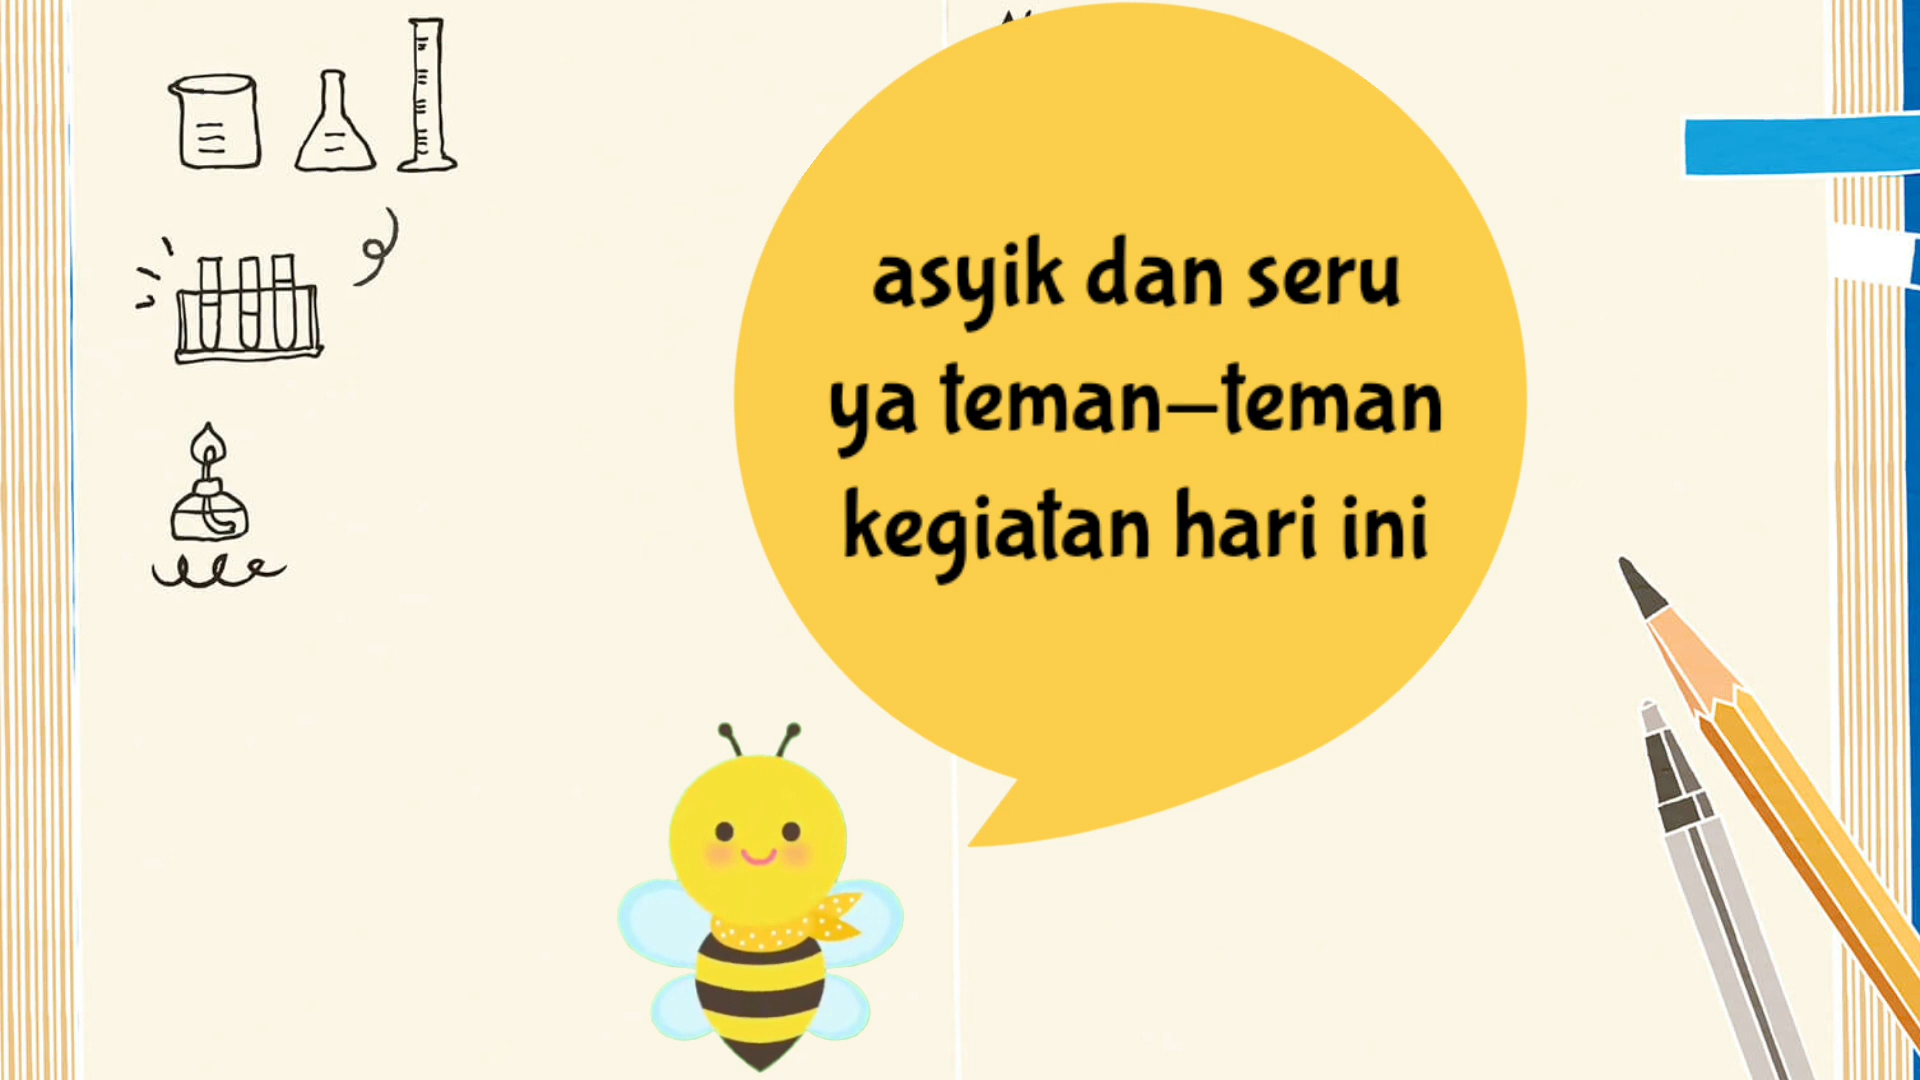 asyik dan seru
ya teman-teman
kegiatan hari ini